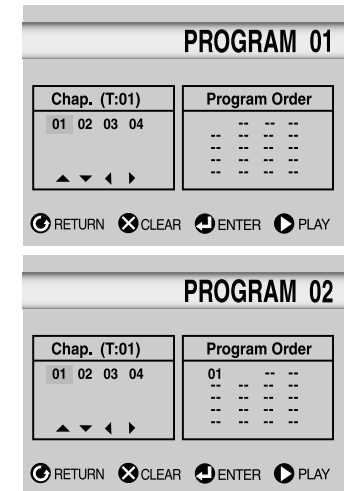 PROGRAM 01
Chap. (T:01) Program Order
01 02 03 04 -- -- --
-- -- -- --
-- -- -- --
-- -- -- --
RETURN CLEAR ENTER PLAY
PROGRAM 02
Chap. (T:01) Program Order
01 02 03 04 01 -- --
-- -- -- --
-- -- -- --
-- -- -- --
RETURN CLEAR ENTER PLAY